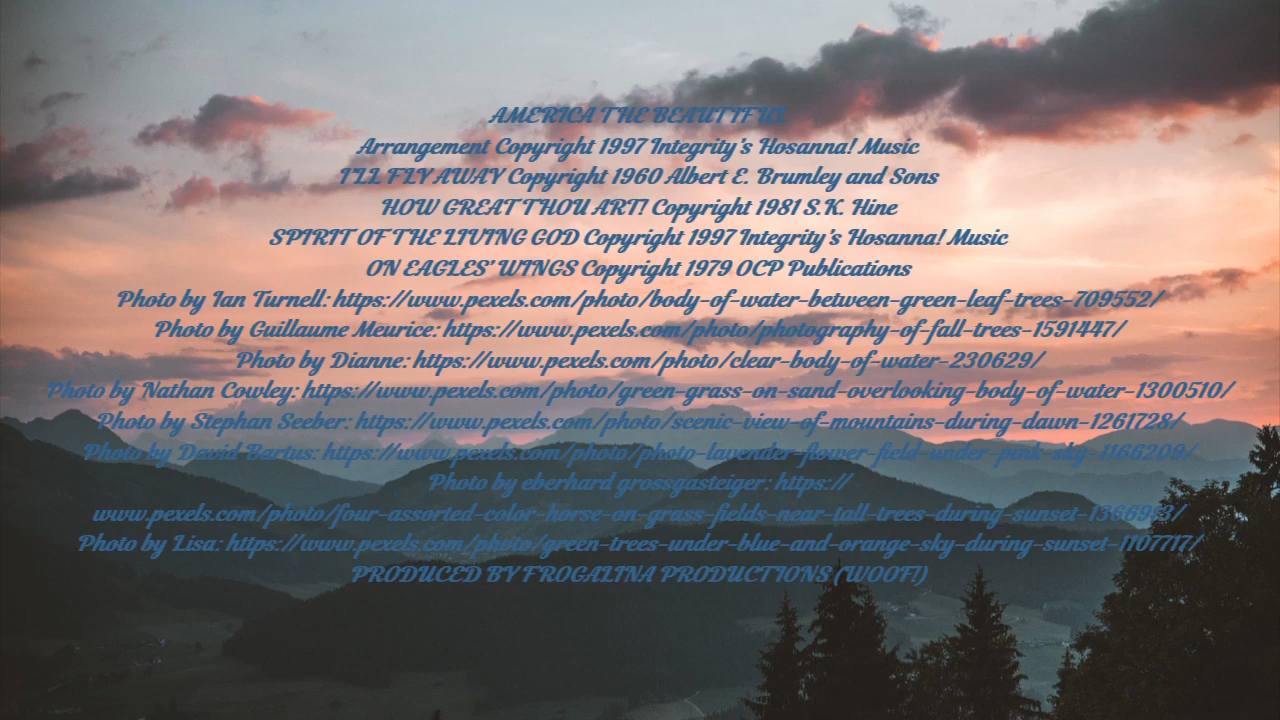 AMERICA THE BEAUTIFUL
Arrangement Copyright 1997 Integrity's Hosanna! Music
I'LL FLY AWAY Copyright 1960 Albert E. Brumley and Sons
HOW GREAT THOU ART! Copyright 1981 S.K. Hine
SPIRIT OF THE LIVING GOD Copyright 1997 Integrity's Hosanna! Music
ON EAGLES' WINGS Copyright 1979 OCP Publications
Photo by Ian Turnell: https://www.pexels.com/photo/body-of-water-between-green-leaf-trees-709552/
Photo by Guillaume Meurice: https://www.pexels.com/photo/photography-of-fall-trees-1591447/
Photo by Dianne: https://www.pexels.com/photo/clear-body-of-water-230629/
Photo by Nathan Cowley: https://www.pexels.com/photo/green-grass-on-sand-overlooking-body-of-water-1300510/
Photo by Stephan Seeber: https://www.pexels.com/photo/scenic-view-of-mountains-during-dawn-1261728/
Photo by David Bartus: https://www.pexels.com/photo/photo-lavender-flower-field-under-pink-sky-1166209/
Photo by eberhard grossgasteiger: https://
www.pexels.com/photo/four-assorted-color-horse-on-grass-fields-near-tall-trees-during-sunset-1366913/
Photo by Lisa: https://www.pexels.com/photo/green-trees-under-blue-and-orange-sky-during-sunset-1107717/
PRODUCED BY FROGALINA PRODUCTIONS (WOOF!)